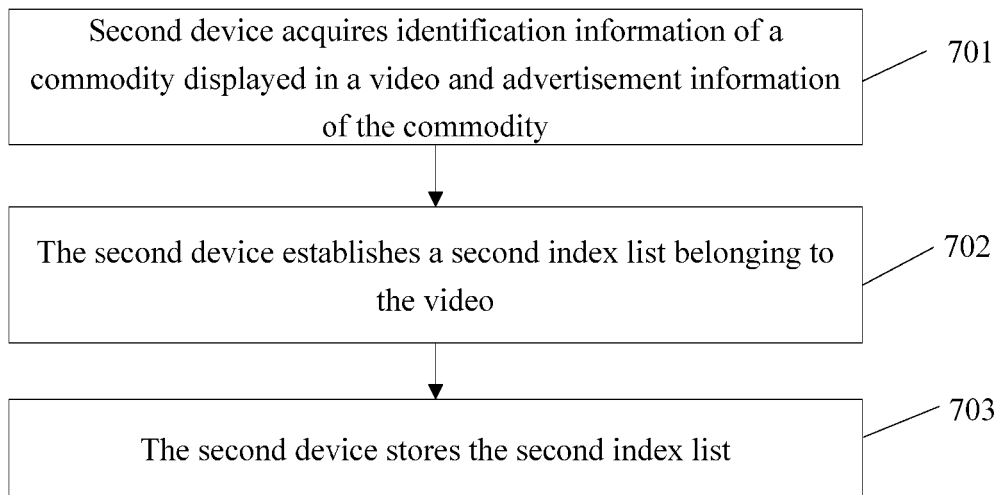 Second device acquires identification information of a
commodity displayed in a video and advertisement information
of the commodity
701
The second device establishes a second index list belonging to
the video
702
The second device stores the second index list
703